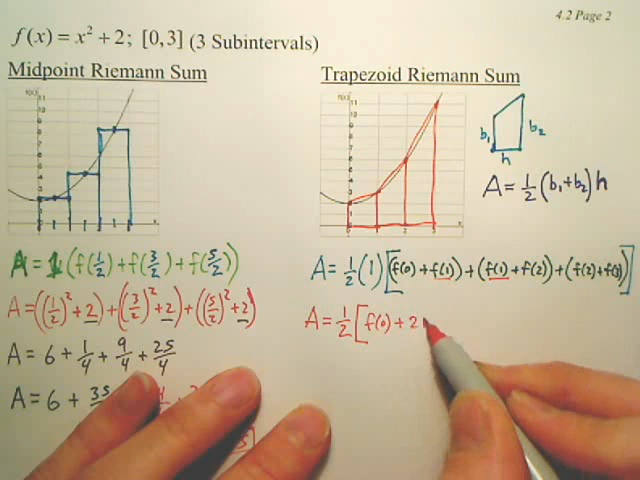 4.2 Page 2
f(x) = x² + 2; [0,3] (3 Subintervals)
Midpoint Riemann Sum
A = 1(f(1/2) + f(3/2) + f(5/2))
A = ((1/2)² + 2) + ((3/2)² + 2) + ((5/2)² + 2)
A = 6 + 1/4 + 9/4 + 25/4
A = 6 + 35
Trapezoid Riemann Sum
b₁ b₂
h
A = 1/2 (b₁ + b₂) h
A = 1/2 (1) [(f(0) + f(1)) + (f(1) + f(2)) + (f(2) + f(3))]
A = 1/2 [f(0) + 2